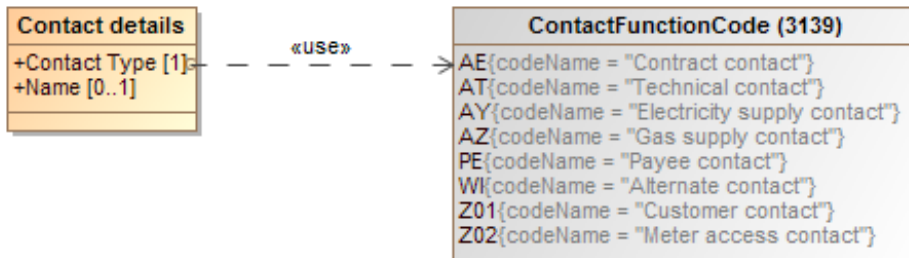 Contact details
+Contact Type [1]
+Name [0..1]
«use»
ContactFunctionCode (3139)
AE{codeName = "Contract contact"}
AT{codeName = "Technical contact"}
AY{codeName = "Electricity supply contact"}
AZ{codeName = "Gas supply contact"}
PE{codeName = "Payee contact"}
WI{codeName = "Alternate contact"}
Z01{codeName = "Customer contact"}
Z02{codeName = "Meter access contact"}